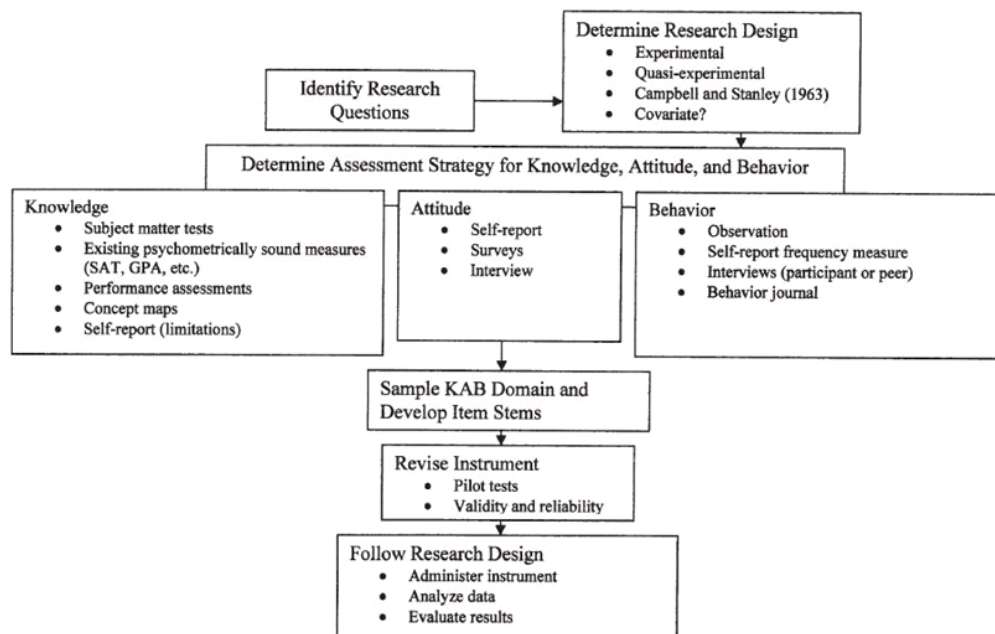 Identify Research
Questions
Determine Research Design
• Experimental
• Quasi-experimental
• Campbell and Stanley (1963)
• Covariate?
Determine Assessment Strategy for Knowledge, Attitude, and Behavior
Knowledge
• Subject matter tests
• Existing psychometrically sound measures
(SAT, GPA, etc.)
• Performance assessments
• Concept maps
• Self-report (limitations)
Attitude
• Self-report
• Surveys
• Interview
Behavior
• Observation
• Self-report frequency measure
• Interviews (participant or peer)
• Behavior journal
Sample KAB Domain and
Develop Item Stems
Revise Instrument
• Pilot tests
• Validity and reliability
Follow Research Design
• Administer instrument
• Analyze data
• Evaluate results